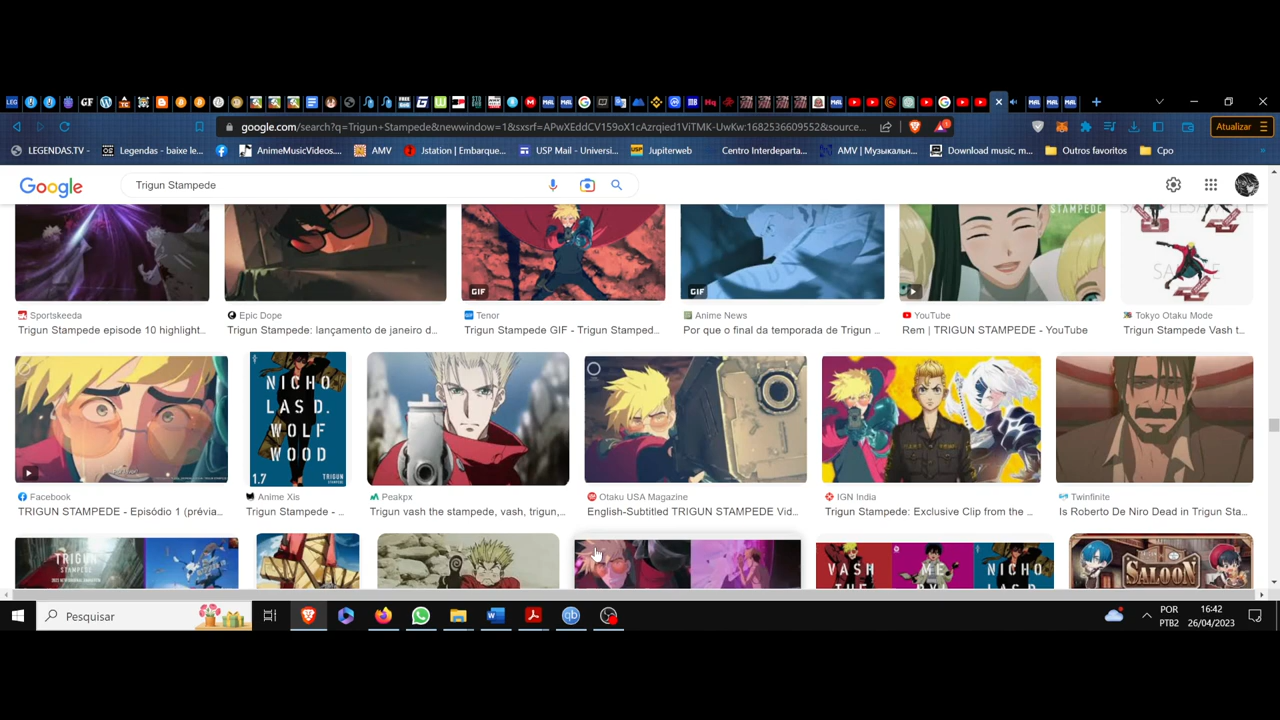 Atualizar
google.com/search?q=Trigun+Stampede&newwindow=1&sxsrf=APwXEddCV159oX1cAzrqied1ViTMK-UwKw:1682536609552&source...
LEGENDAS.TV - Legendas - baixe le... AnimeMusicVideos.... AMV Jstation | Embarque... USP Mail - Universi... Jupiterweb Centro Interdeparta... AMV | Музыкальн... Download music, m... Outros favoritos Cpo
Google Trigun Stampede
GIF GIF STAMPEDE
Sportskeeda Epic Dope Tenor Anime News YouTube Tokyo Otaku Mode
Trigun Stampede episode 10 highlight... Trigun Stampede: lançamento de janeiro d... Trigun Stampede GIF - Trigun Stamped... Por que o final da temporada de Trigun ... Rem | TRIGUN STAMPEDE - YouTube Trigun Stampede Vash t...
NICHO
LAS D.
WOLF
WOOD
1.7 TRIGUN
STAMPEDE
Facebook Anime Xis Peakpx Otaku USA Magazine IGN India Twinfinite
TRIGUN STAMPEDE - Episódio 1 (prévia... Trigun Stampede - ... Trigun vash the stampede, vash, trigun,... English-Subtitled TRIGUN STAMPEDE Vid... Trigun Stampede: Exclusive Clip from the ... Is Roberto De Niro Dead in Trigun Sta...
TRIGUN
STAMPEDE
VASH
THE
ME
RY
NICHO
SALOON
Pesquisar
POR
PTB2
16:42
26/04/2023